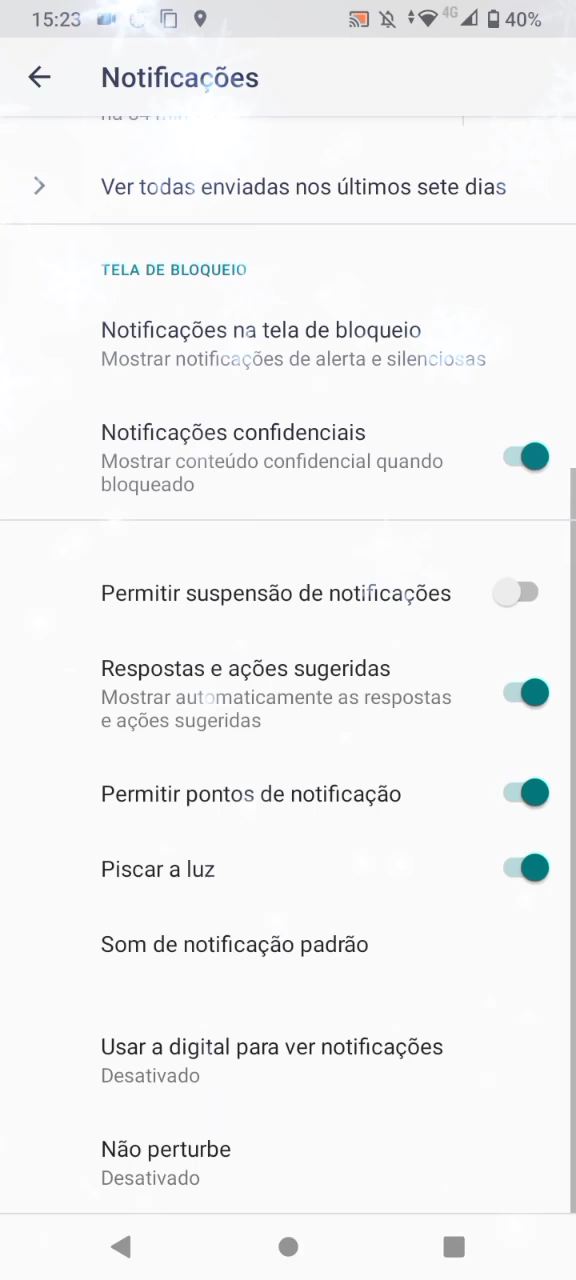 15:23 4G 40%
Notificações
Ver todas enviadas nos últimos sete dias
TELA DE BLOQUEIO
Notificações na tela de bloqueio
Mostrar notificações de alerta e silenciosas
Notificações confidenciais
Mostrar conteúdo confidencial quando
bloqueado
Permitir suspensão de notificações
Respostas e ações sugeridas
Mostrar automaticamente as respostas
e ações sugeridas
Permitir pontos de notificação
Piscar a luz
Som de notificação padrão
Usar a digital para ver notificações
Desativado
Não perturbe
Desativado